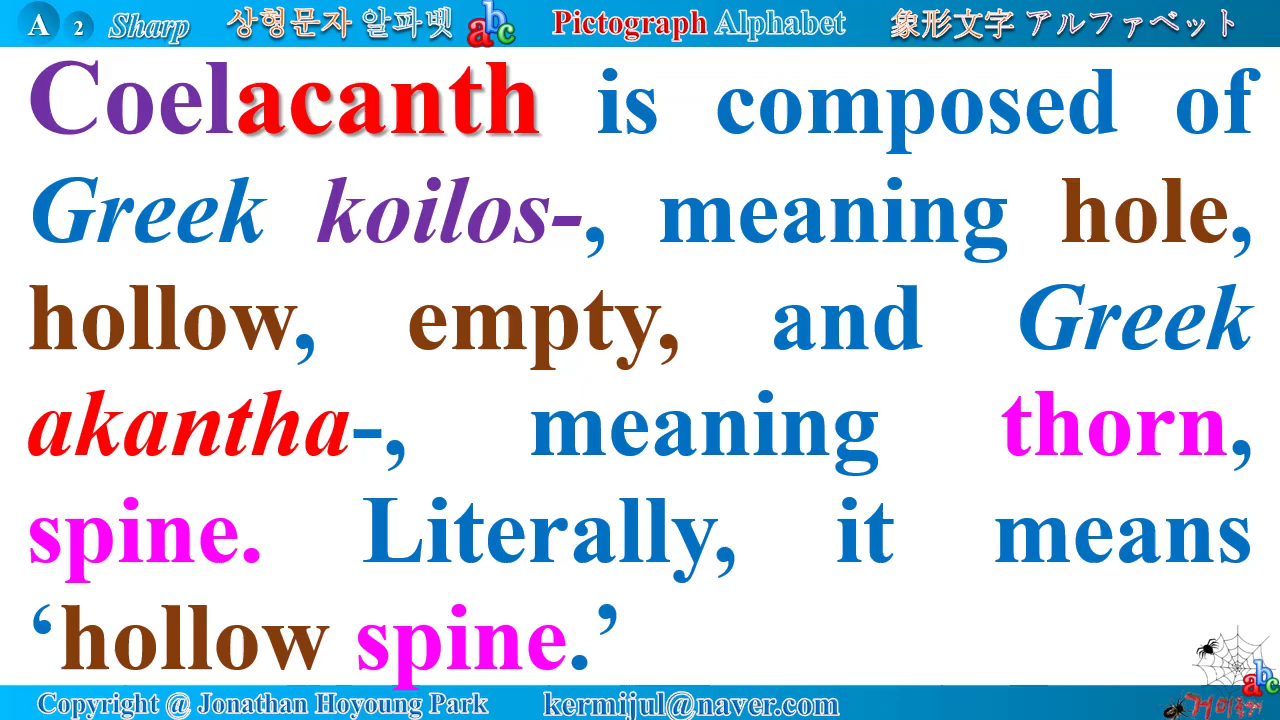 A 2 Sharp 상형문자 알파벳 abc Pictograph Alphabet 象形文字 アルファベット
Coelacanth is composed of
Greek koilos-, meaning hole,
hollow, empty, and Greek
akantha-, meaning thorn,
spine. Literally, it means
‘hollow spine.’
abc
Copyright @ Jonathan Hoyoung Park kermijul@naver.com